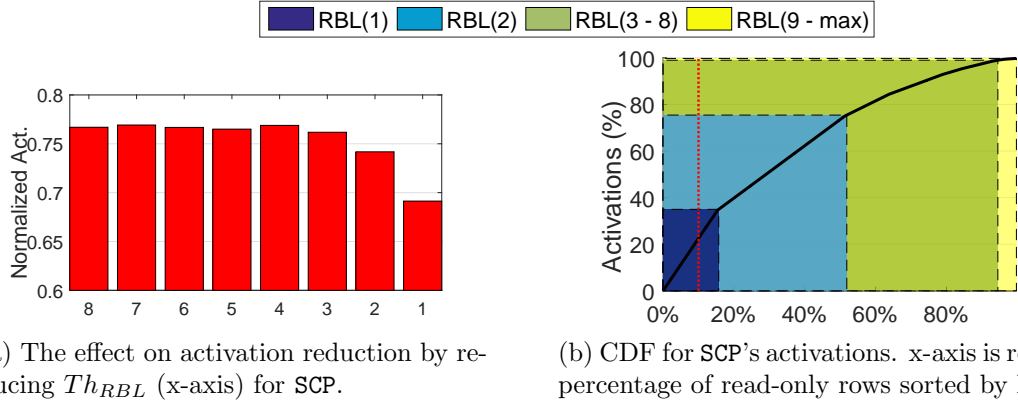 RBL(1) RBL(2) RBL(3 - 8) RBL(9 - max)
0.8
0.75
0.7
0.65
0.6
Normalized Act.
8 7 6 5 4 3 2 1
) The effect on activation reduction by re-
ucing Th_RBL (x-axis) for SCP.
100
80
60
40
20
0
Activations (%)
0% 20% 40% 60% 80%
(b) CDF for SCP's activations. x-axis is
percentage of read-only rows sorted by